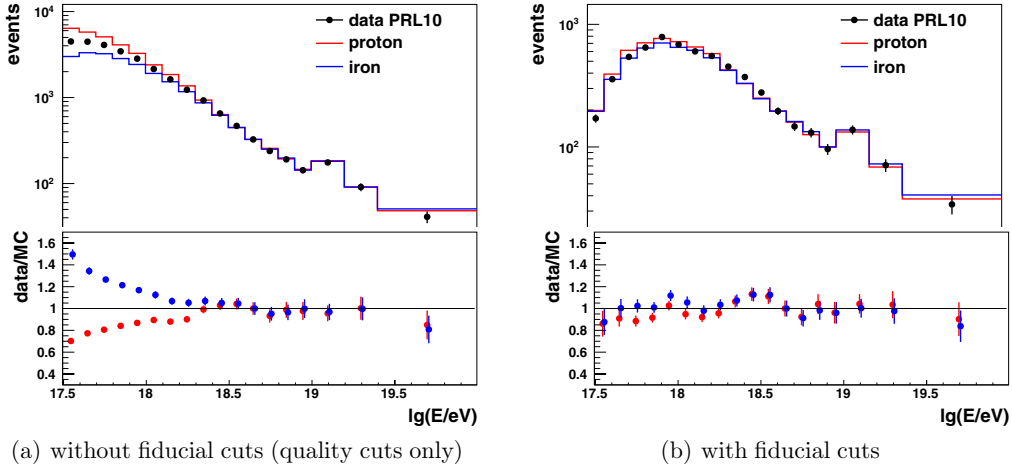 events
10⁴
10³
10²
data PRL10
proton
iron
data/MC
1.6
1.4
1.2
1
0.8
0.6
0.4
17.5 18 18.5 19 19.5
lg(E/eV)
(a) without fiducial cuts (quality cuts only)
events
10³
10²
data PRL10
proton
iron
data/MC
1.6
1.4
1.2
1
0.8
0.6
0.4
17.5 18 18.5 19 19.5
lg(E/eV)
(b) with fiducial cuts